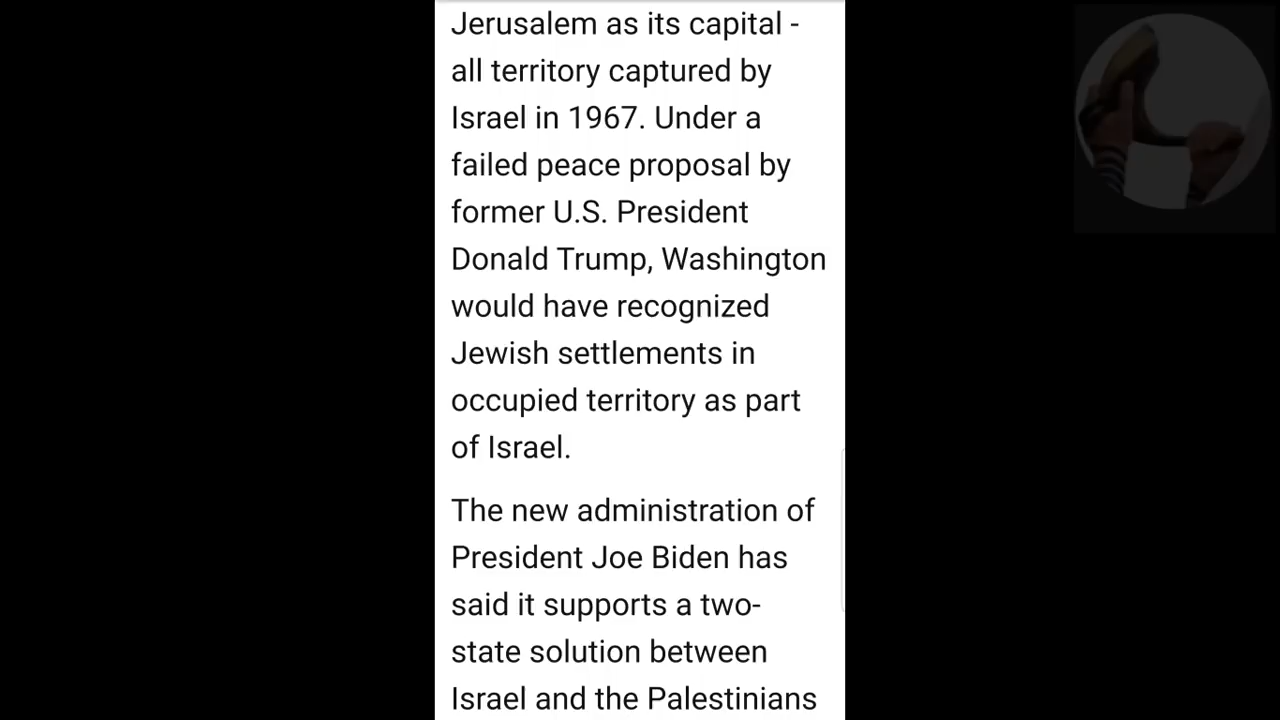 Jerusalem as its capital -
all territory captured by
Israel in 1967. Under a
failed peace proposal by
former U.S. President
Donald Trump, Washington
would have recognized
Jewish settlements in
occupied territory as part
of Israel.
The new administration of
President Joe Biden has
said it supports a two-
state solution between
Israel and the Palestinians